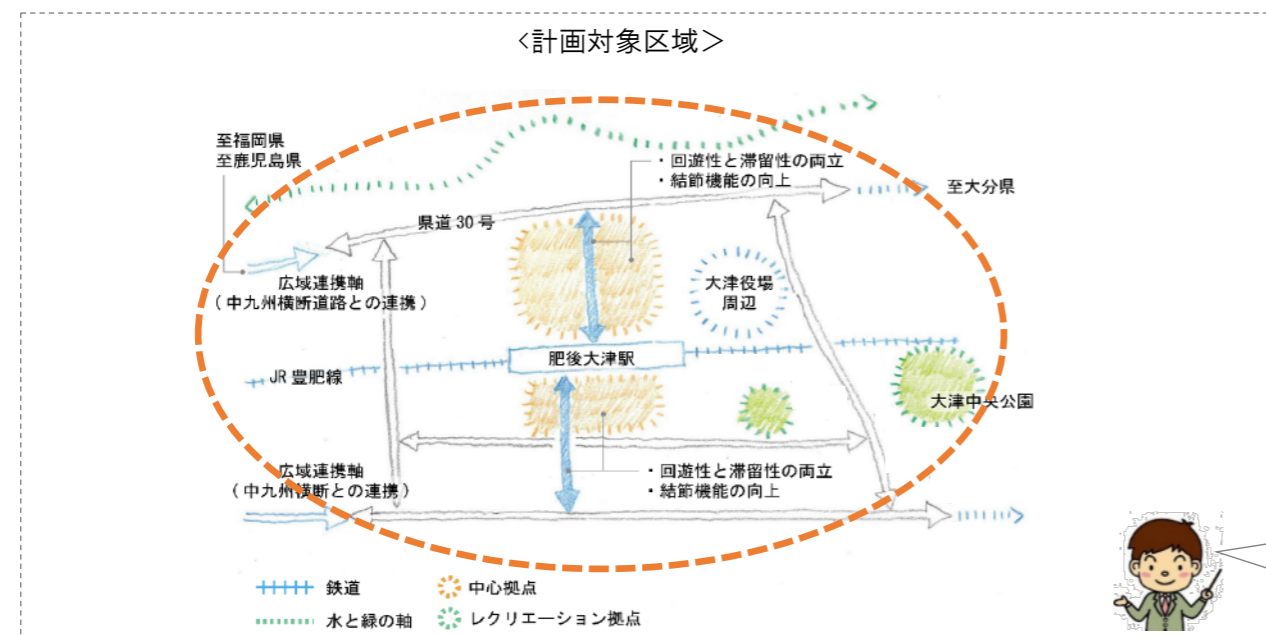 <計画対象区域＞
至福岡県
至鹿児島県
・回遊性と滞留性の両立
・結節機能の向上
至大分県
県道 30 号
広域連携軸
（中九州横断道路との連携）
大津役場
周辺
肥後大津駅
JR 豊肥線
大津中央公園
広域連携軸
（中九州横断との連携）
・回遊性と滞留性の両立
・結節機能の向上
鉄道
中心拠点
水と緑の軸
レクリエーション拠点